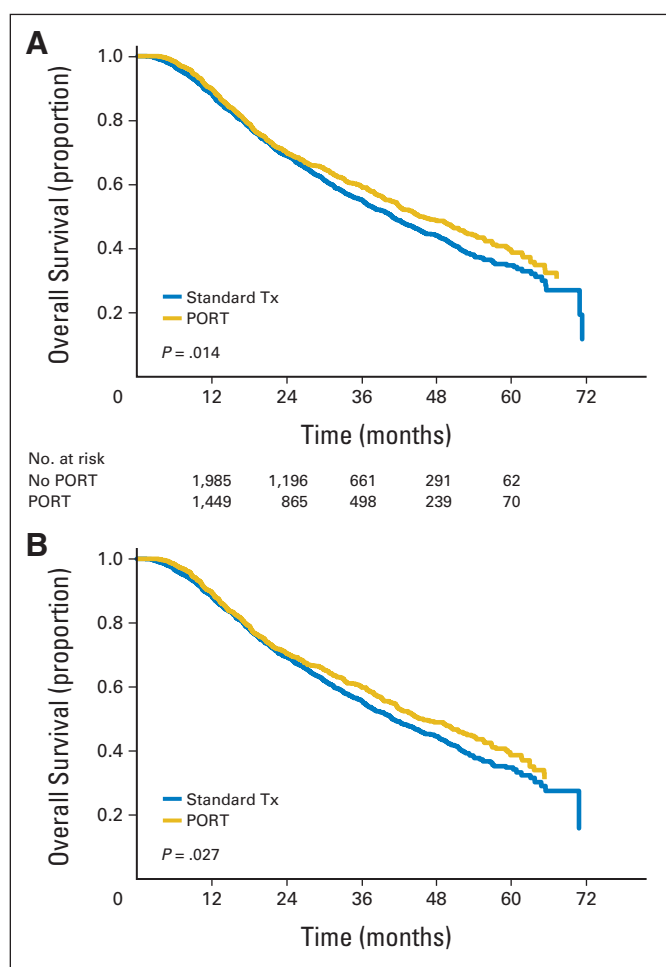 A
1.0
0.8
0.6
0.4
0.2
0
Overall Survival (proportion)
Standard Tx
PORT
P = .014
12 24 36 48 60 72
Time (months)
No. at risk
No PORT 1,985 1,196 661 291 62
PORT 1,449 865 498 239 70
B
1.0
0.8
0.6
0.4
0.2
0
Overall Survival (proportion)
Standard Tx
PORT
P = .027
12 24 36 48 60 72
Time (months)